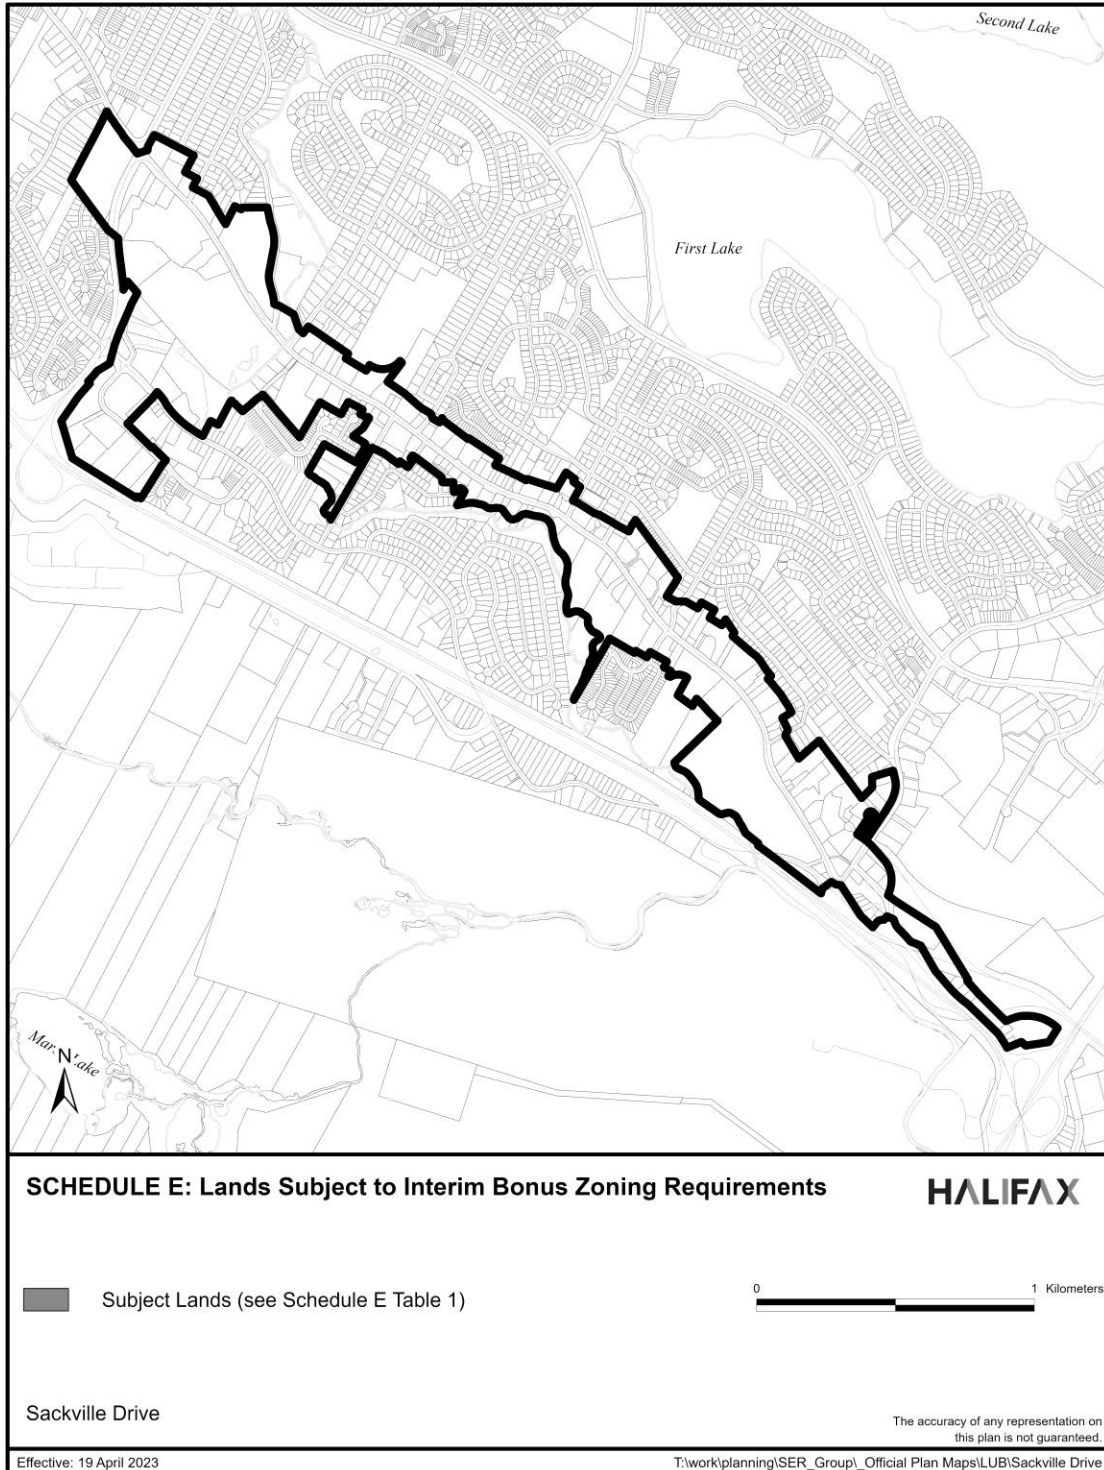 Second Lake
First Lake
N
SCHEDULE E: Lands Subject to Interim Bonus Zoning Requirements
HALIFAX
Subject Lands (see Schedule E Table 1)
0 1 Kilometers
Sackville Drive
The accuracy of any representation on
this plan is not guaranteed.
Effective: 19 April 2023
T:\work\planning\SER_Group\_Official Plan Maps\LUB\Sackville Drive